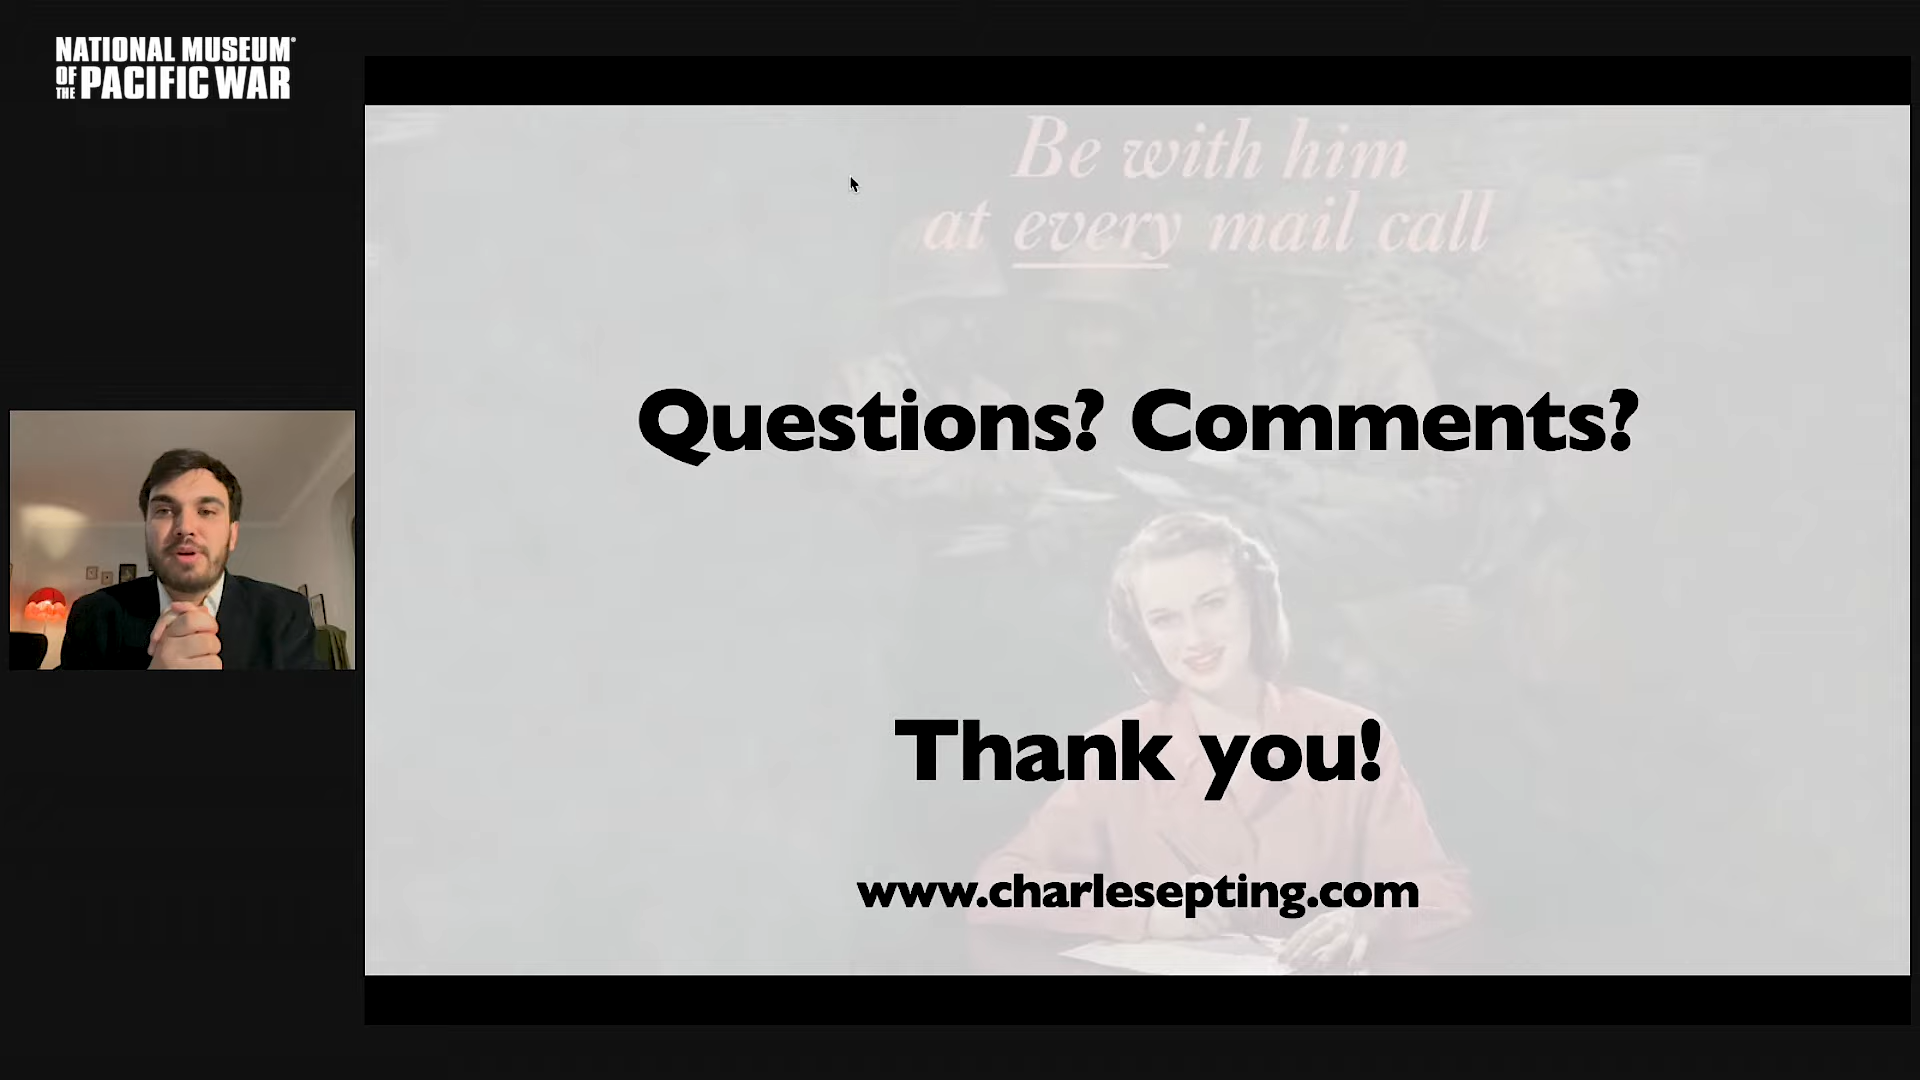 NATIONAL MUSEUM
OF THE PACIFIC WAR
Be with him
at every mail call
Questions? Comments?
Thank you!
www.charlesepting.com